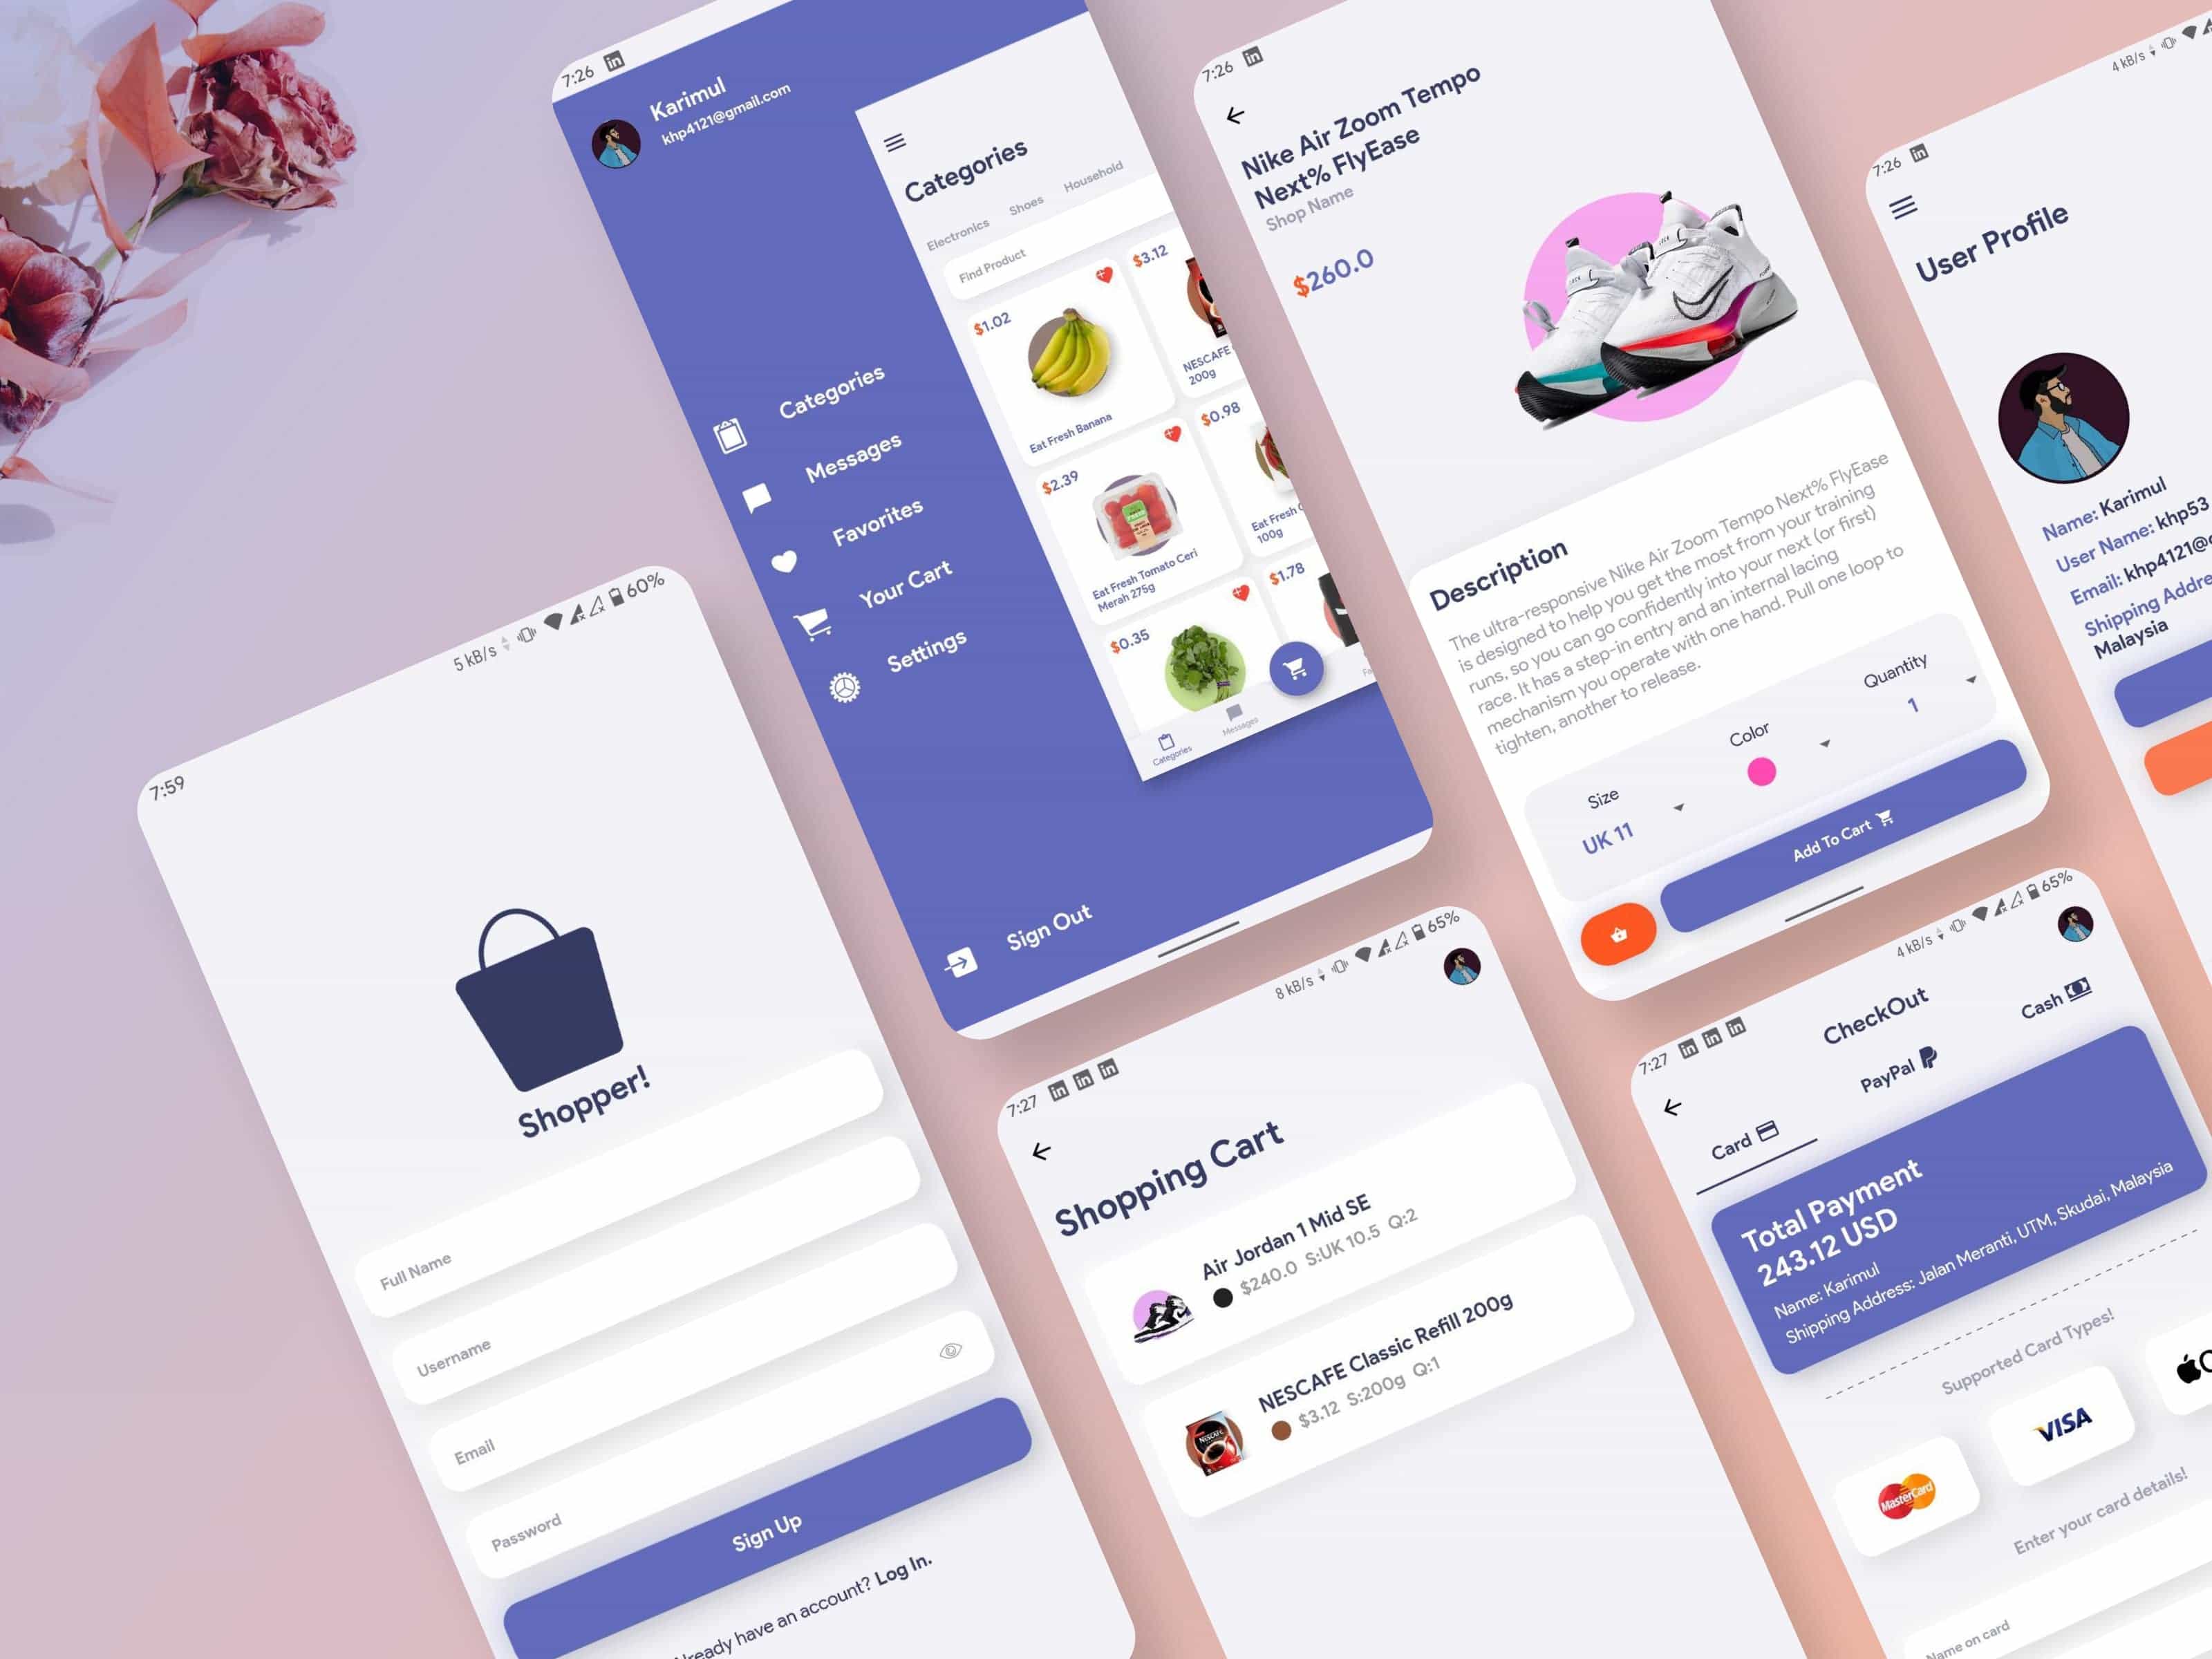 7:59
5 kB/s
60%
Shopper!
Full Name
Username
Email
Password
Sign Up
have an account? Log In.
7:26
Karimul
khp4121@gmail.com
Categories
Messages
Favorites
Your Cart
Settings
Sign Out
Categories
Electronics
Shoes
Household
Find Product
$1.02
Eat Fresh Banana
$3.12
NESCAFE
200g
$2.39
Eat Fresh Tomato Ceri
Merah 275g
$0.98
Eat Fresh
100g
$0.35
$1.78
Categories
Messages
7:26
Nike Air Zoom Tempo
Next% FlyEase
Shop Name
$260.0
Description
The ultra-responsive Nike Air Zoom Tempo Next% FlyEase
is designed to help you get the most from your training
runs, so you can go confidently into your next (or first)
race. It has a step-in entry and an internal lacing
mechanism you operate with one hand. Pull one loop to
tighten, another to release.
Size
UK 11
Color
Quantity
1
Add To Cart
7:27
8 kB/s
65%
Shopping Cart
Air Jordan 1 Mid SE
$240.0 S:UK 10.5 Q:2
NESCAFE Classic Refill 200g
$3.12 S:200g Q:1
NESCAFE
7:26
4 kB/s
User Profile
Name: Karimul
User Name: khp53
Email: khp4121@
Shipping Addre
Malaysia
7:27
4 kB/s
65%
CheckOut
Card
PayPal
Cash
Total Payment
243.12 USD
Name: Karimul
Shipping Address: Jalan Meranti, UTM, Skudai, Malaysia
Supported Card Types!
MasterCard
VISA
Enter your card details!
Name on card